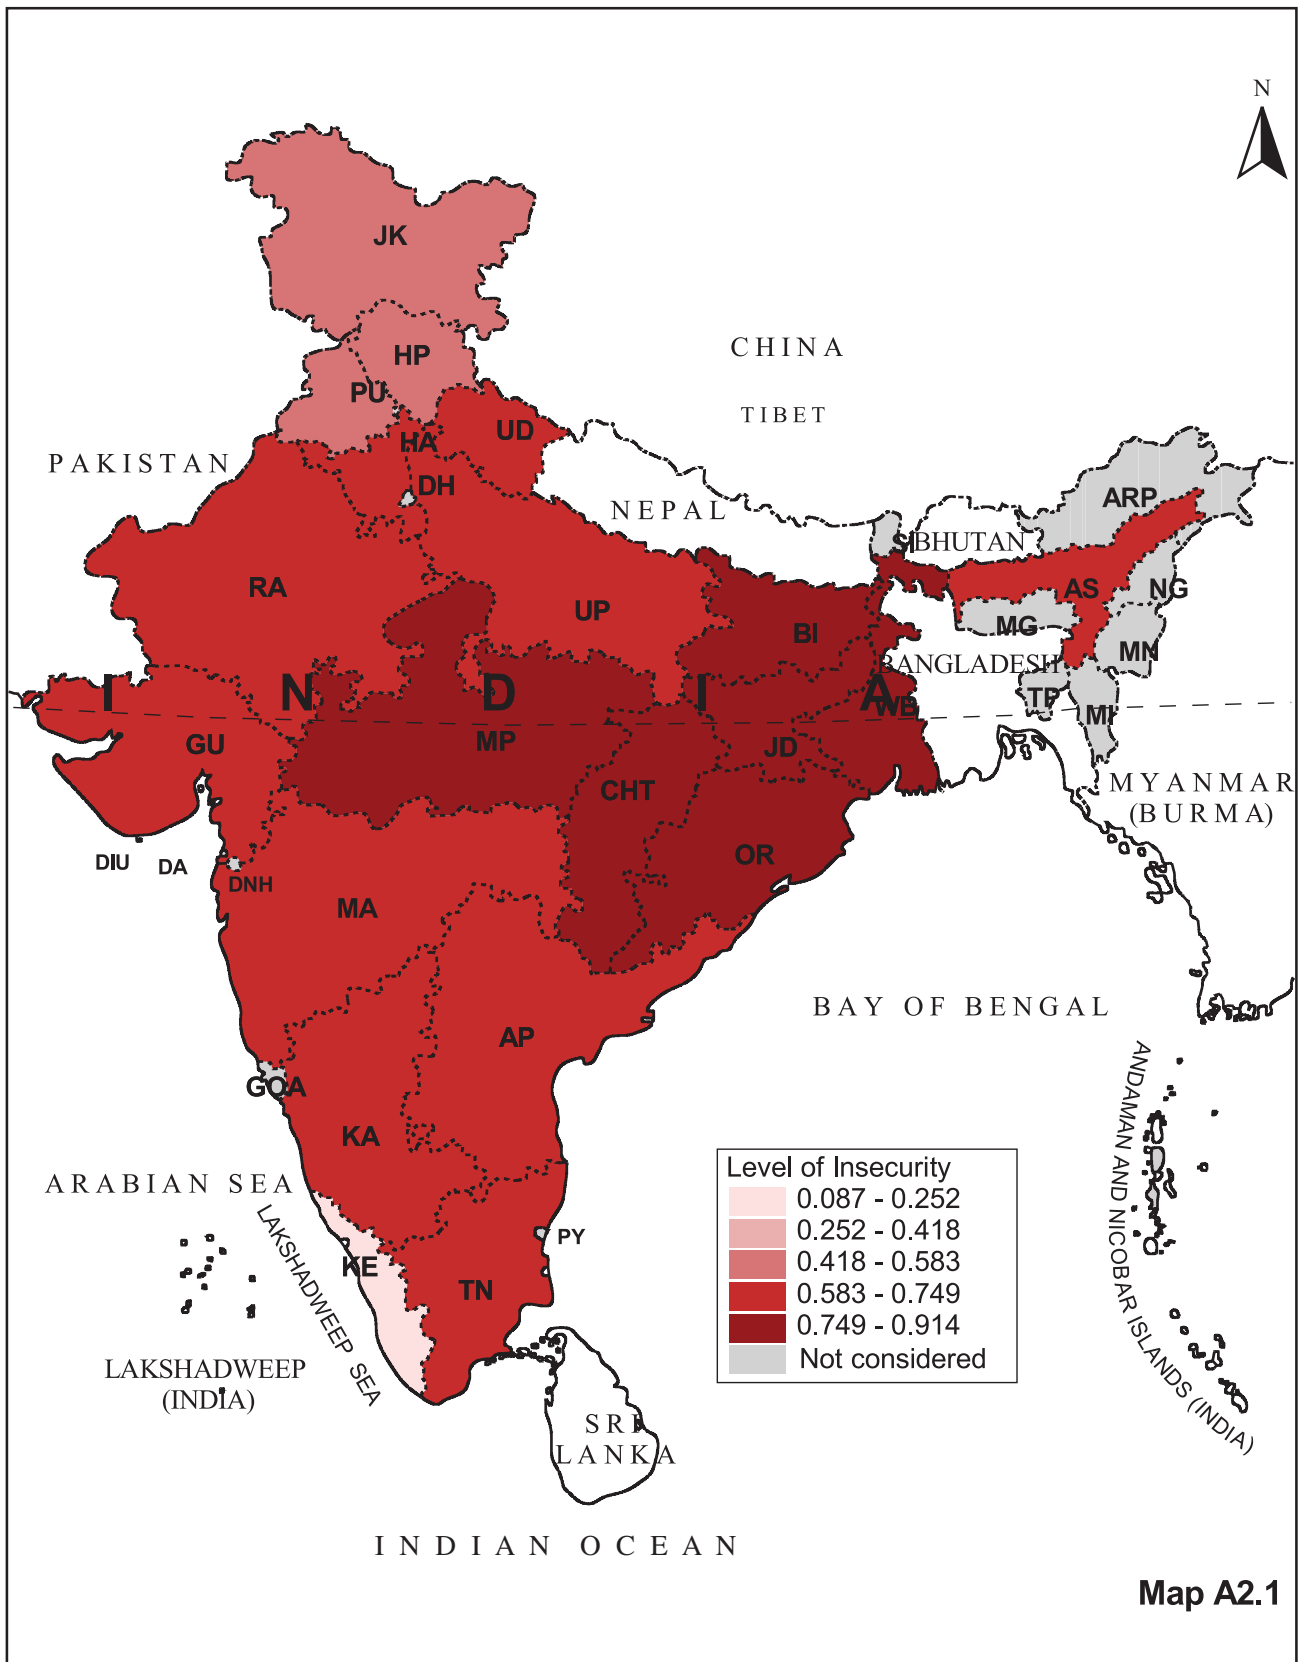 N
JK
HP
CHINA
PU
TIBET
UD
HA
PAKISTAN
DH
NEPAL
ARP
SI
BHUTAN
RA
AS
NG
UP
BI
MG
MN
BANGLADESH
I N D I A
TP
WB
MI
GU
MP
JD
CHT
MYANMAR
(BURMA)
OR
DIU
DA
DNH
MA
BAY OF BENGAL
AP
GOA
KA
ANDAMAN AND NICOBAR ISLANDS (INDIA)
ARABIAN SEA
LAKSHADWEEP SEA
PY
KE
TN
Level of Insecurity
0.087 - 0.252
0.252 - 0.418
0.418 - 0.583
0.583 - 0.749
0.749 - 0.914
Not considered
LAKSHADWEEP
(INDIA)
SRI
LANKA
INDIAN OCEAN
Map A2.1